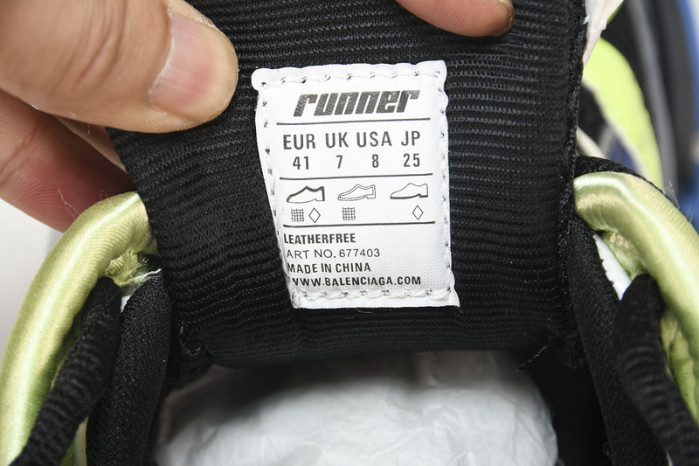 runner
EUR UK USA JP
41 7 8 25
LEATHERFREE
ART NO. 677403
MADE IN CHINA
WWW.BALENCIAGA.COM